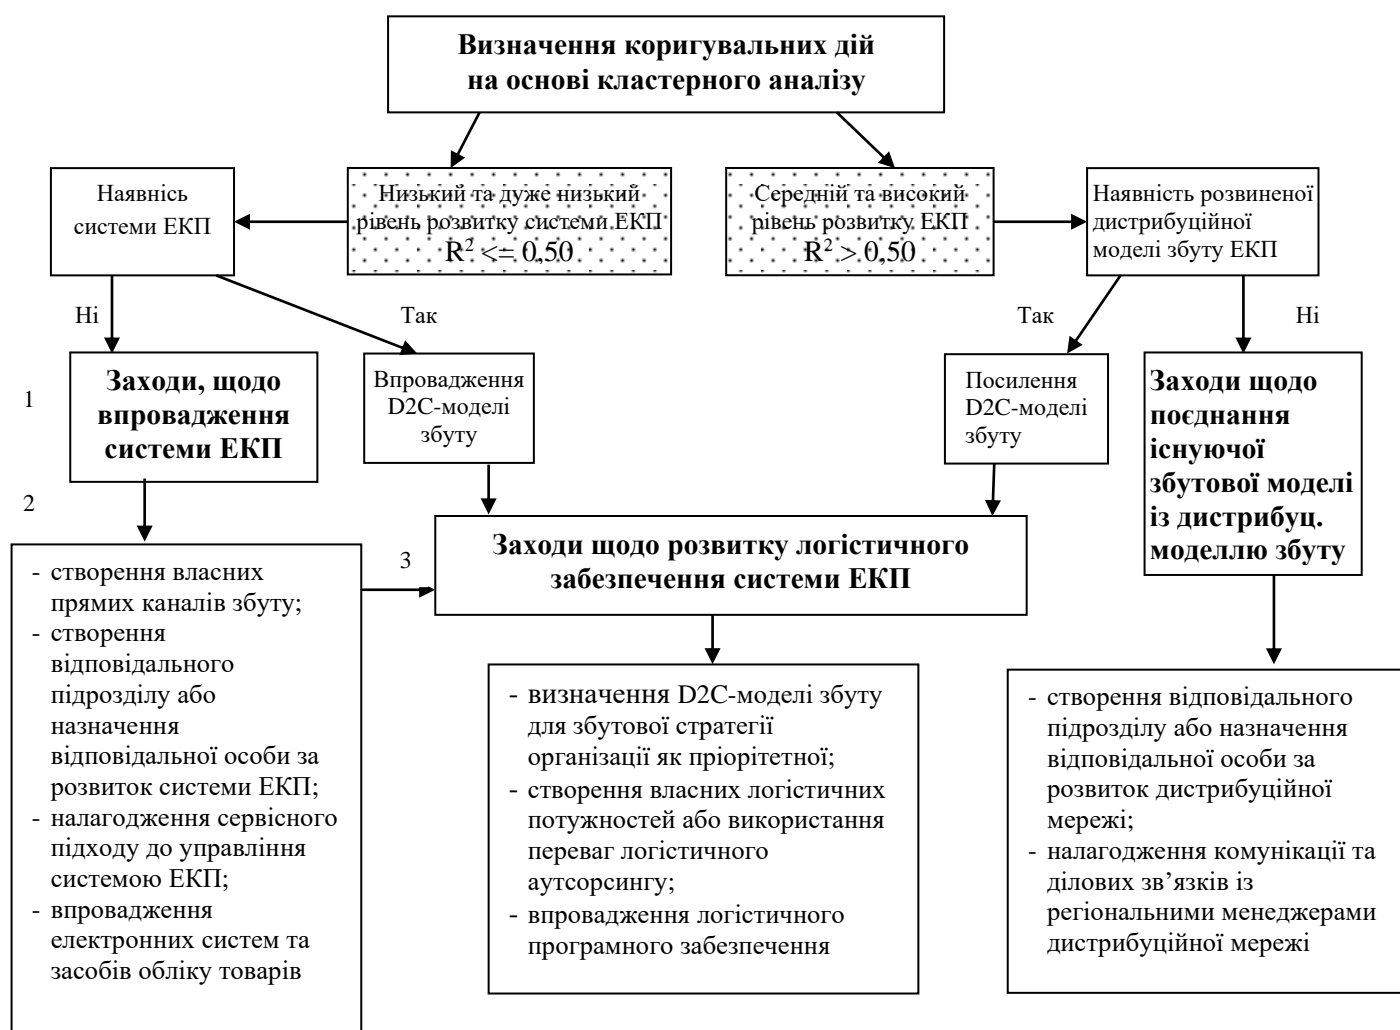 Визначення коригувальних дій
на основі кластерного аналізу
Наявнісь
системи ЕКП
Низький та дуже низький
рівень розвитку системи ЕКП
R² <= 0,50
Середній та високий
рівень розвитку ЕКП
R² > 0,50
Наявність розвиненої
дистрибуційної
моделі збуту ЕКП
Ні
Так
Так
Ні
1
Заходи, щодо
впровадження
системи ЕКП
Впровадження
D2C-моделі
збуту
Посилення
D2C-моделі
збуту
Заходи щодо
поєднання
існуючої
збутової моделі
із дистрибуц.
моделлю збуту
2
3
Заходи щодо розвитку логістичного
забезпечення системи ЕКП
- створення власних
прямих каналів збуту;
- створення
відповідального
підрозділу або
назначення
відповідальної особи за
розвиток системи ЕКП;
- налагодження сервісного
підходу до управління
системою ЕКП;
- впровадження
електронних систем та
засобів обліку товарів
- визначення D2C-моделі збуту
для збутової стратегії
організації як пріорітетної;
- створення власних логістичних
потужностей або використання
переваг логістичного
аутсорсингу;
- впровадження логістичного
програмного забезпечення
- створення відповідального
підрозділу або назначення
відповідальної особи за
розвиток дистрибуційної
мережі;
- налагодження комунікації та
ділових зв’язків із
регіональними менеджерами
дистрибуційної мережі